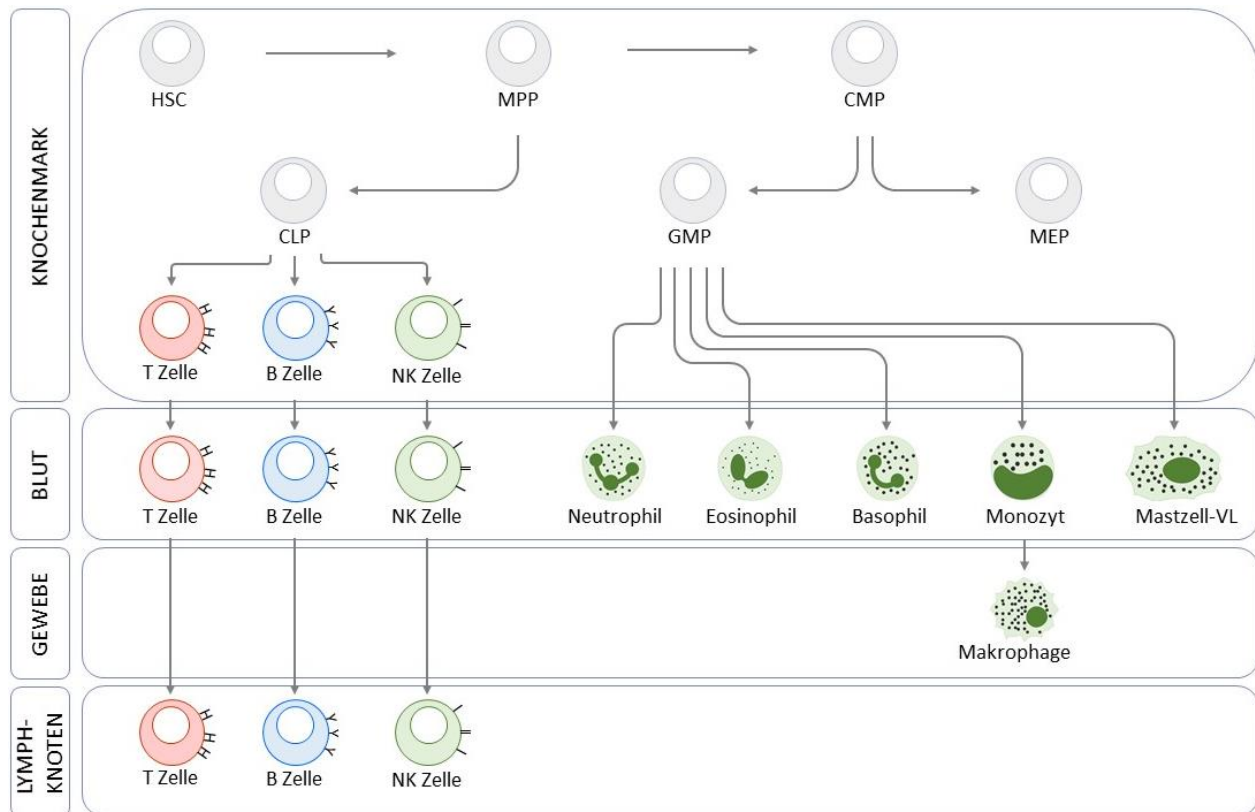 KNOCHENMARK
HSC
MPP
CMP
CLP
GMP
MEP
T Zelle
B Zelle
NK Zelle
BLUT
T Zelle
B Zelle
NK Zelle
Neutrophil
Eosinophil
Basophil
Monozyt
Mastzell-VL
GEWEBE
Makrophage
LYMPH-
KNOTEN
T Zelle
B Zelle
NK Zelle